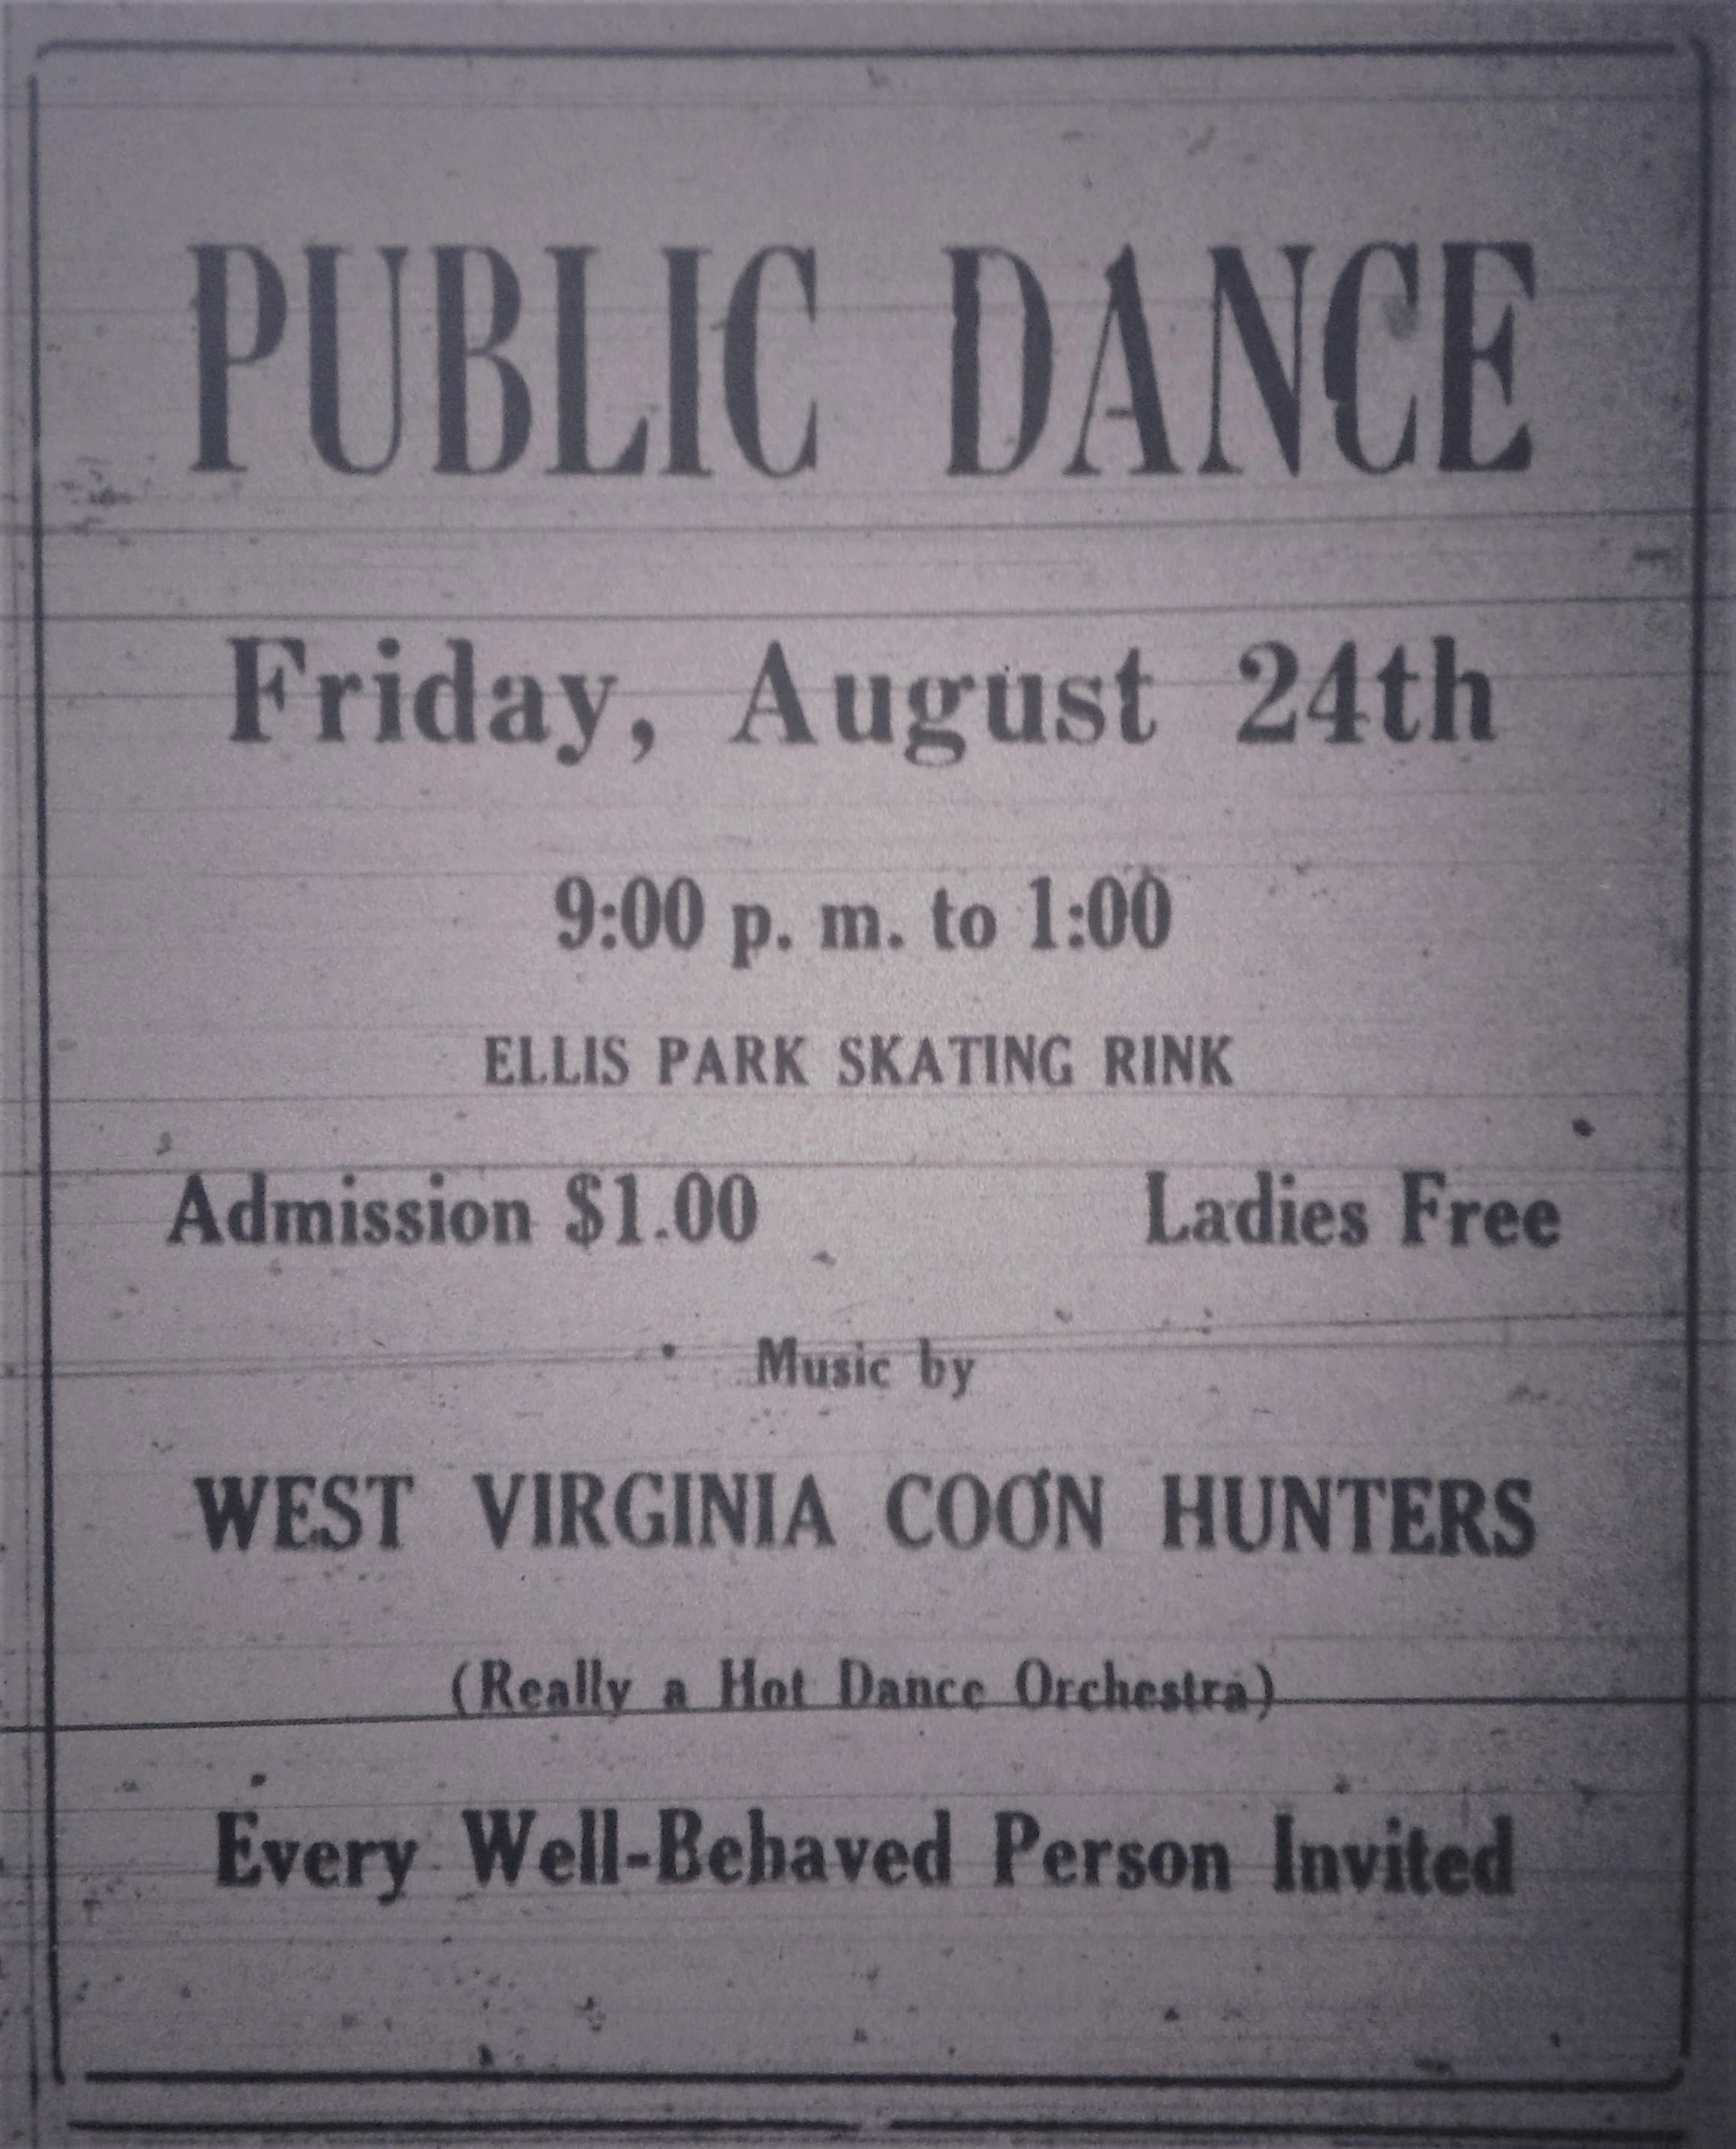 PUBLIC DANCE
Friday, August 24th
9:00 p. m. to 1:00
ELLIS PARK SKATING RINK
Admission $1.00 Ladies Free
Music by
WEST VIRGINIA COON HUNTERS
(Really a Hot Dance Orchestra)
Every Well-Behaved Person Invited